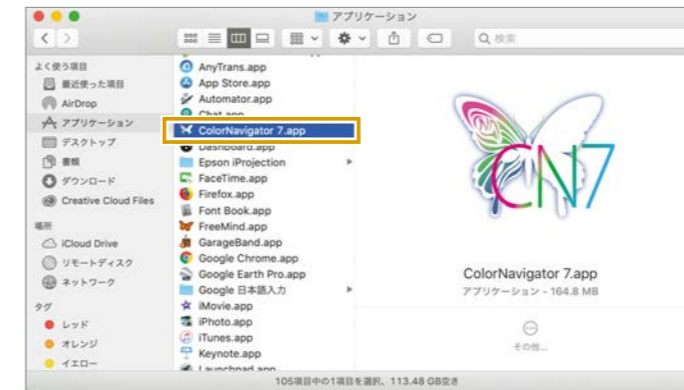 アプリケーション
検索
よく使う項目
最近使った項目
AirDrop
アプリケーション
デスクトップ
書類
ダウンロード
Creative Cloud Files
場所
iCloud Drive
リモートディスク
ネットワーク
タグ
レッド
オレンジ
イエロー
AnyTrans.app
App Store.app
Automator.app
Chat.app
ColorNavigator 7.app
Dashboard.app
Epson iProjection
FaceTime.app
Firefox.app
Font Book.app
FreeMind.app
GarageBand.app
Google Chrome.app
Google Earth Pro.app
Google 日本語入力
iMovie.app
iPhoto.app
iTunes.app
Keynote.app
Launchpad.app
CN7
ColorNavigator 7.app
アプリケーション - 164.8 MB
その他...
105項目中の1項目を選択、113.48 GB空き